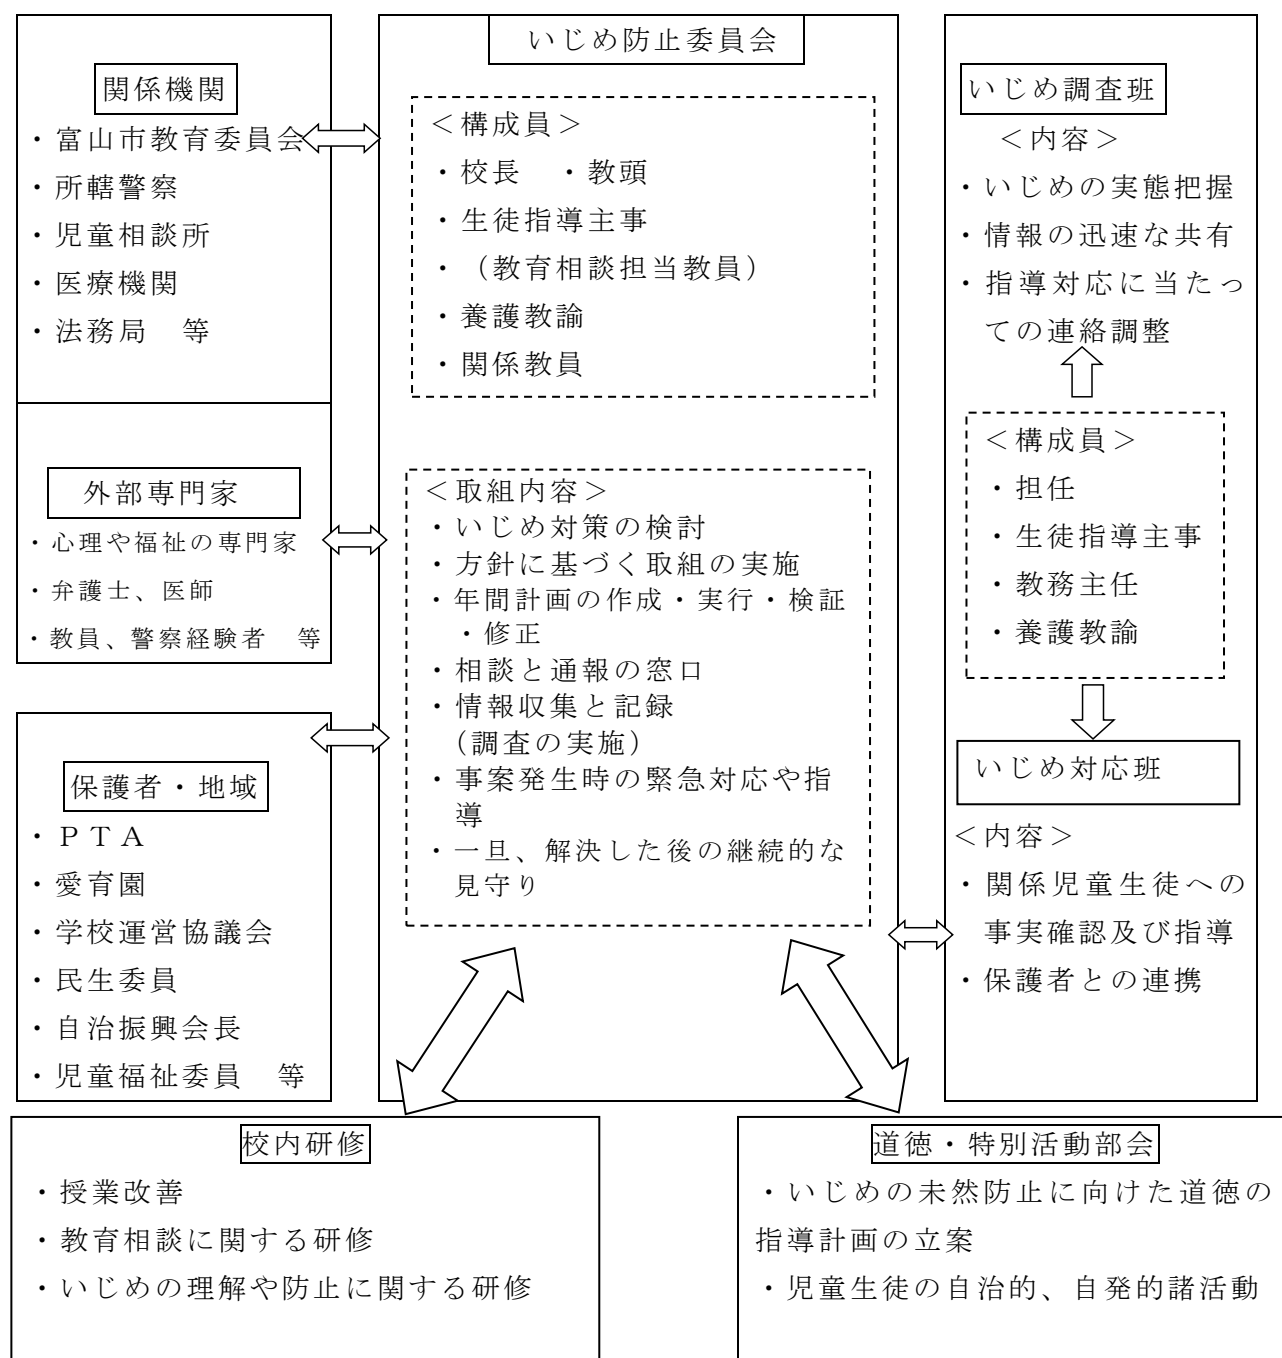 関係機関
・富山市教育委員会
・所轄警察
・児童相談所
・医療機関
・法務局　等
外部専門家
・心理や福祉の専門家
・弁護士、医師
・教員、警察経験者　等
保護者・地域
・ＰＴＡ
・愛育園
・学校運営協議会
・民生委員
・自治振興会長
・児童福祉委員　等
いじめ防止委員会
＜構成員＞
・校長　・教頭
・生徒指導主事
・（教育相談担当教員）
・養護教諭
・関係教員
＜取組内容＞
・いじめ対策の検討
・方針に基づく取組の実施
・年間計画の作成・実行・検証
・修正
・相談と通報の窓口
・情報収集と記録
（調査の実施）
・事案発生時の緊急対応や指
導
・一旦、解決した後の継続的な
見守り
いじめ調査班
＜内容＞
・いじめの実態把握
・情報の迅速な共有
・指導対応に当たっ
ての連絡調整
＜構成員＞
・担任
・生徒指導主事
・教務主任
・養護教諭
いじめ対応班
＜内容＞
・関係児童生徒への
事実確認及び指導
・保護者との連携
校内研修
・授業改善
・教育相談に関する研修
・いじめの理解や防止に関する研修
道徳・特別活動部会
・いじめの未然防止に向けた道徳の
指導計画の立案
・児童生徒の自治的、自発的諸活動